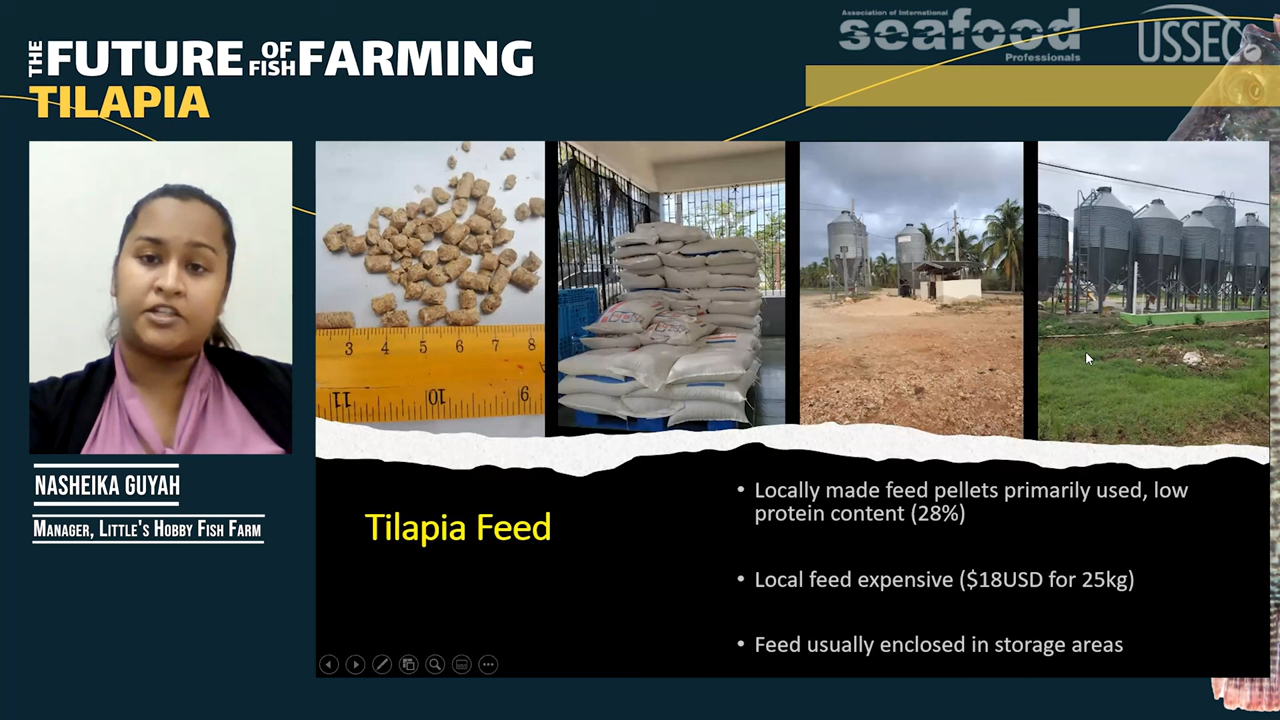 THE FUTURE OF FISH FARMING
TILAPIA
Association of International
seafood
Professionals
USSEC
3 4 5 6 7 8
11 10 9
NASHEIKA GUYAH
MANAGER, LITTLE'S HOBBY FISH FARM
Tilapia Feed
• Locally made feed pellets primarily used, low
protein content (28%)
• Local feed expensive ($18USD for 25kg)
• Feed usually enclosed in storage areas